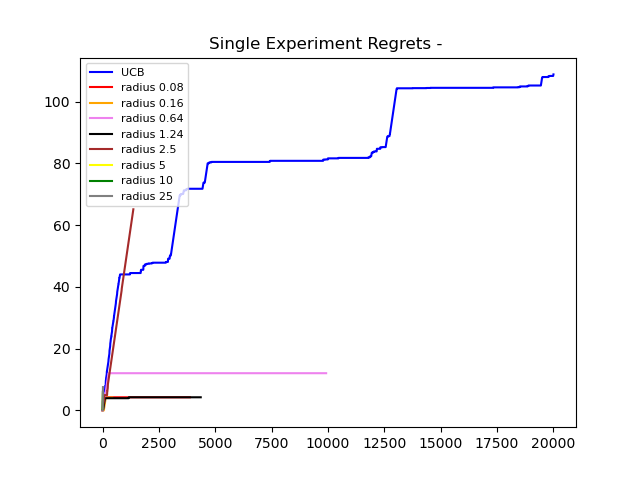 Single Experiment Regrets -
UCB
radius 0.08
radius 0.16
radius 0.64
radius 1.24
radius 2.5
radius 5
radius 10
radius 25
100
80
60
40
20
0
0 2500 5000 7500 10000 12500 15000 17500 20000